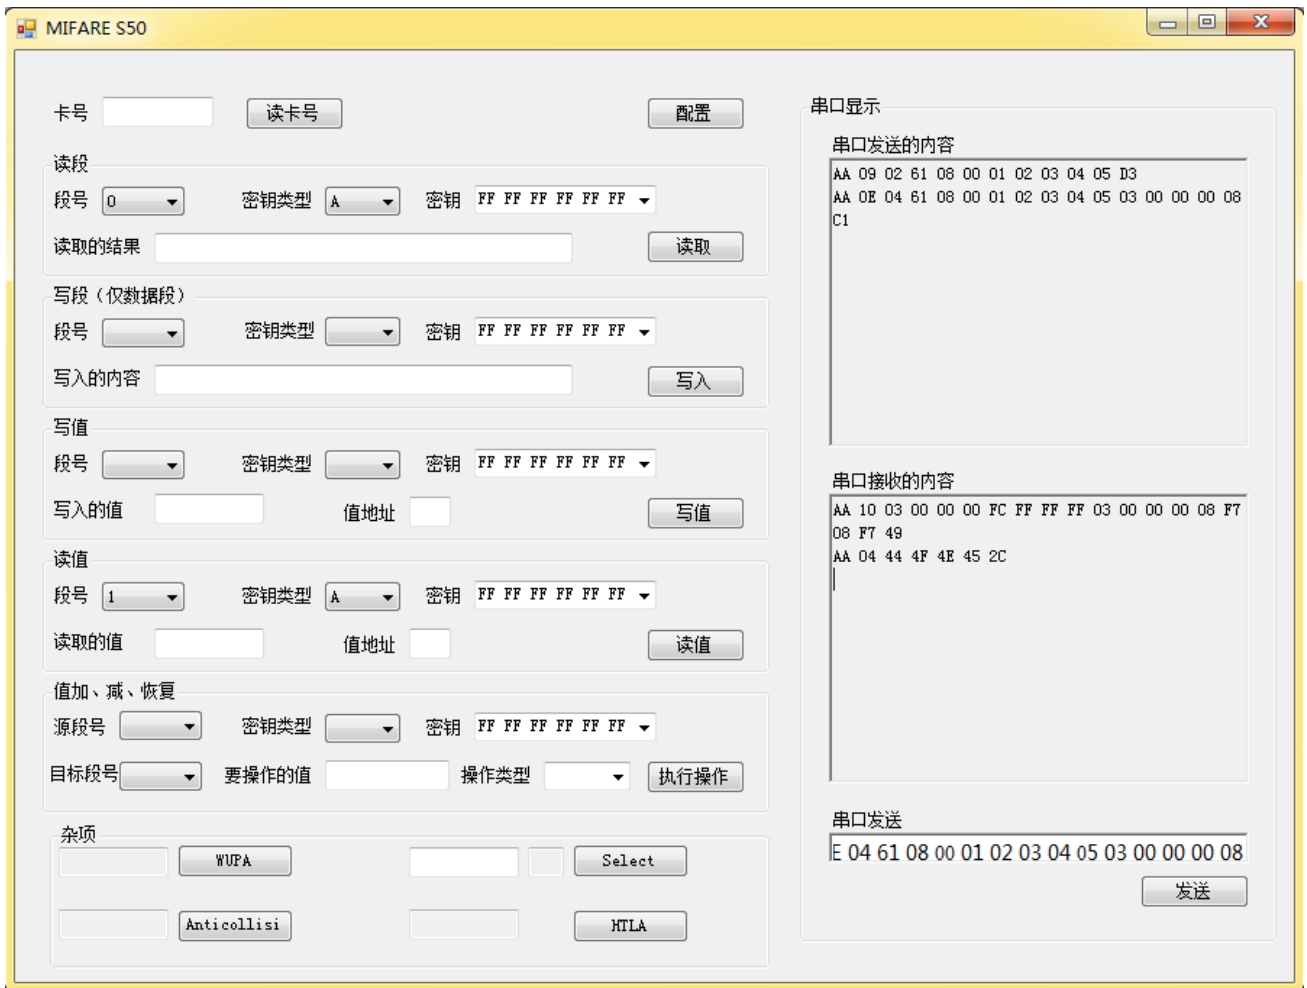 MIFARE S50
卡号 读卡号 配置
读段
段号 0 密钥类型 A 密钥 FF FF FF FF FF FF
读取的结果 读取
写段（仅数据段）
段号 密钥类型 密钥 FF FF FF FF FF FF
写入的内容 写入
写值
段号 密钥类型 密钥 FF FF FF FF FF FF
写入的值 值地址 写值
读值
段号 1 密钥类型 A 密钥 FF FF FF FF FF FF
读取的值 值地址 读值
值加、减、恢复
源段号 密钥类型 密钥 FF FF FF FF FF FF
目标段号 要操作的值 操作类型 执行操作
杂项
WUPA Select
Anticollisi HTLA
串口显示
串口发送的内容
AA 09 02 61 08 00 01 02 03 04 05 D3
AA 0E 04 61 08 00 01 02 03 04 05 03 00 00 00 08
C1
串口接收的内容
AA 10 03 00 00 00 FC FF FF FF 03 00 00 00 08 F7
08 F7 49
AA 04 44 4F 4E 45 2C
串口发送
E 04 61 08 00 01 02 03 04 05 03 00 00 00 08
发送